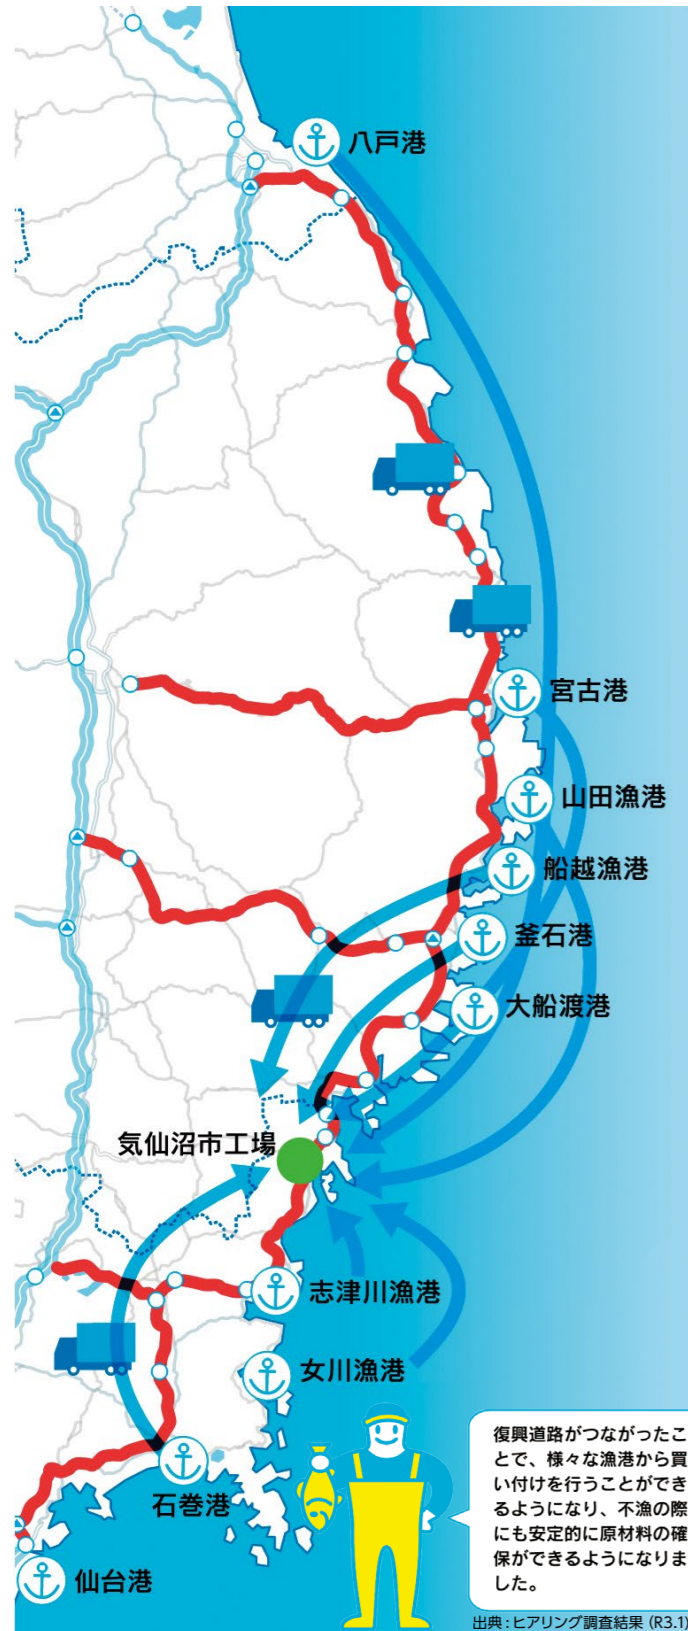 八戸港
宮古港
山田漁港
船越漁港
釜石港
大船渡港
気仙沼市工場
志津川漁港
女川漁港
石巻港
仙台港
復興道路がつながったこ
とで、様々な漁港から買
い付けを行うことができ
るようになり、不漁の際
にも安定的に原材料の確
保ができるようになりま
した。
出典：ヒアリング調査結果 (R3.1)